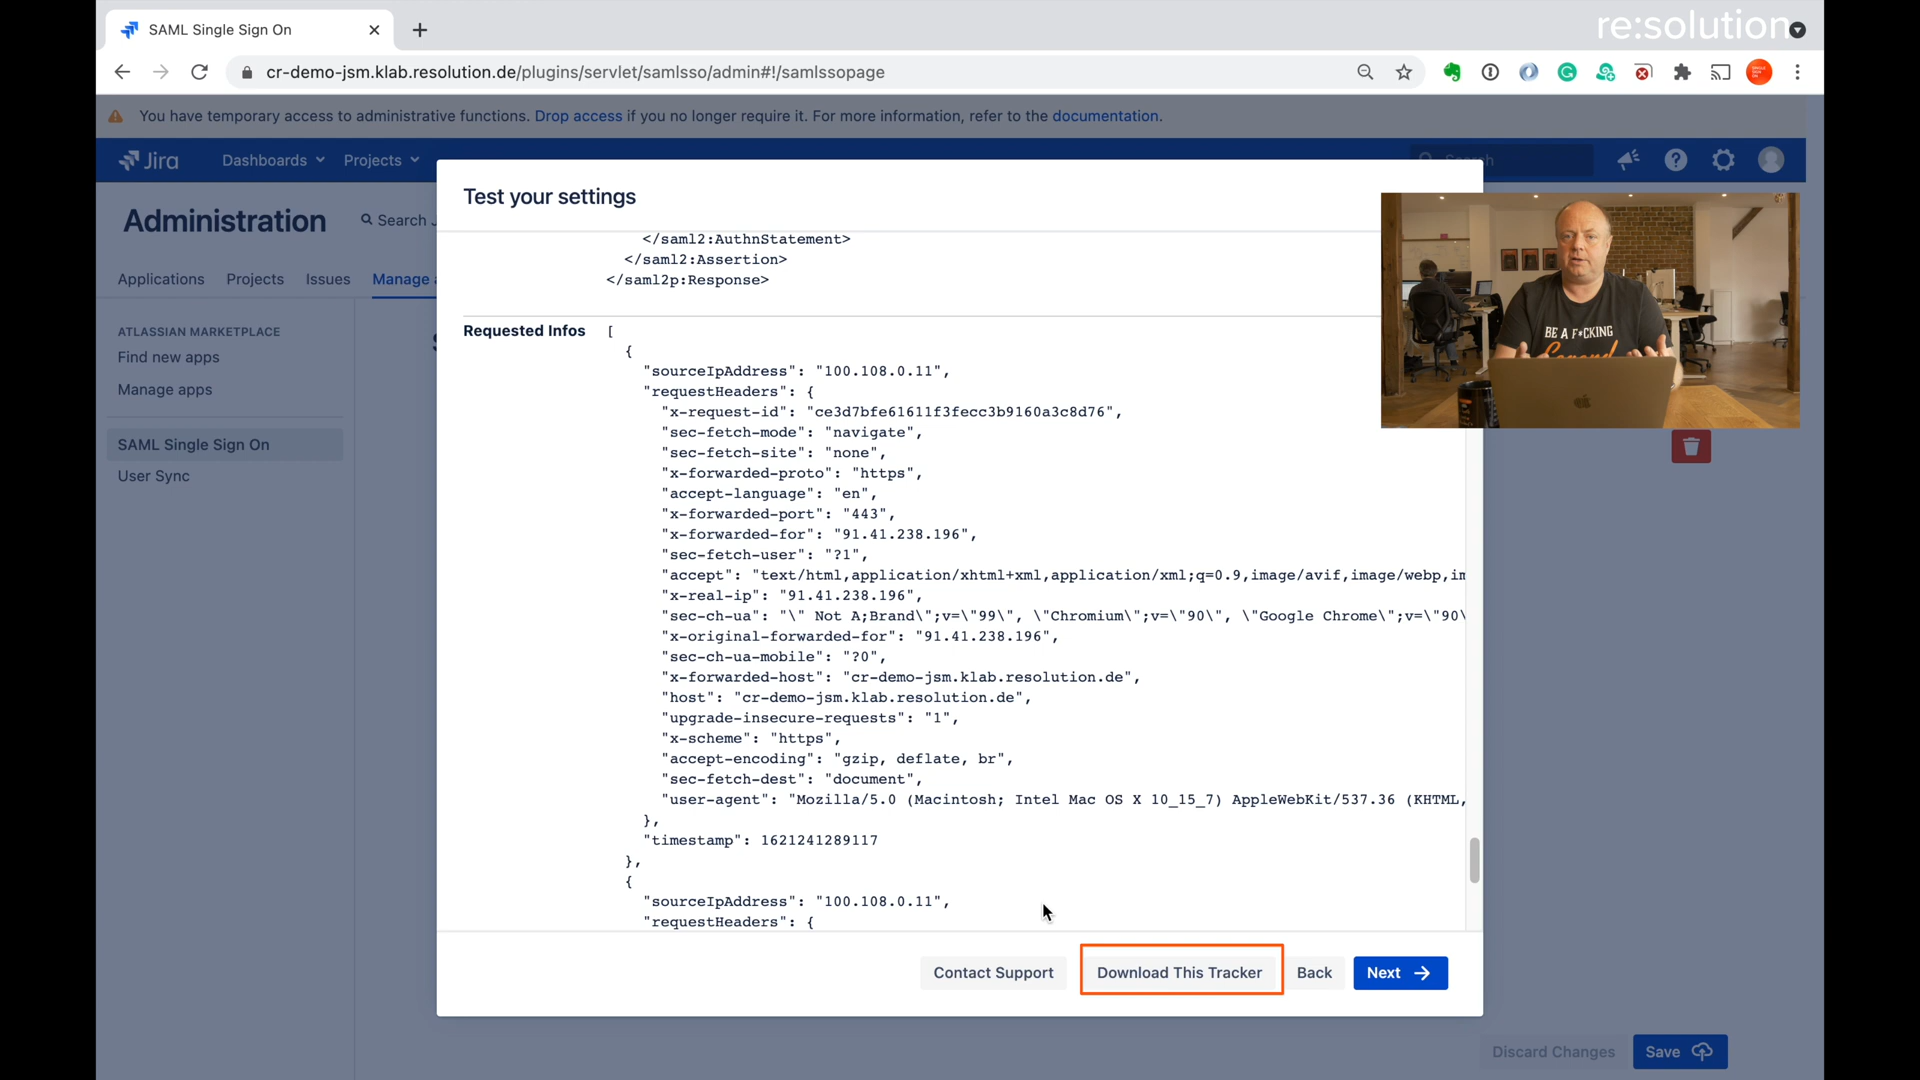 SAML Single Sign On
re:solution
cr-demo-jsm.klab.resolution.de/plugins/servlet/samlsso/admin#!/samlssopage
You have temporary access to administrative functions. Drop access if you no longer require it. For more information, refer to the documentation.
Jira
Dashboards
Projects
Search
Administration
Search
Applications
Projects
Issues
Manage
ATLASSIAN MARKETPLACE
Find new apps
Manage apps
SAML Single Sign On
User Sync
Test your settings
</saml2:AuthnStatement>
</saml2:Assertion>
</saml2p:Response>
BE A F*CKING
Legend
Requested Infos
[
{
"sourceIpAddress": "100.108.0.11",
"requestHeaders": {
"x-request-id": "ce3d7bfe61611f3fecc3b9160a3c8d76",
"sec-fetch-mode": "navigate",
"sec-fetch-site": "none",
"x-forwarded-proto": "https",
"accept-language": "en",
"x-forwarded-port": "443",
"x-forwarded-for": "91.41.238.196",
"sec-fetch-user": "?1",
"accept": "text/html,application/xhtml+xml,application/xml;q=0.9,image/avif,image/webp,im
"x-real-ip": "91.41.238.196",
"sec-ch-ua": "\" Not A;Brand\";v=\"99\", \"Chromium\";v=\"90\", \"Google Chrome\";v=\"90\
"x-original-forwarded-for": "91.41.238.196",
"sec-ch-ua-mobile": "?0",
"x-forwarded-host": "cr-demo-jsm.klab.resolution.de",
"host": "cr-demo-jsm.klab.resolution.de",
"upgrade-insecure-requests": "1",
"x-scheme": "https",
"accept-encoding": "gzip, deflate, br",
"sec-fetch-dest": "document",
"user-agent": "Mozilla/5.0 (Macintosh; Intel Mac OS X 10_15_7) AppleWebKit/537.36 (KHTML,
},
"timestamp": 1621241289117
},
{
"sourceIpAddress": "100.108.0.11",
"requestHeaders": {
Contact Support
Download This Tracker
Back
Next
Discard Changes
Save